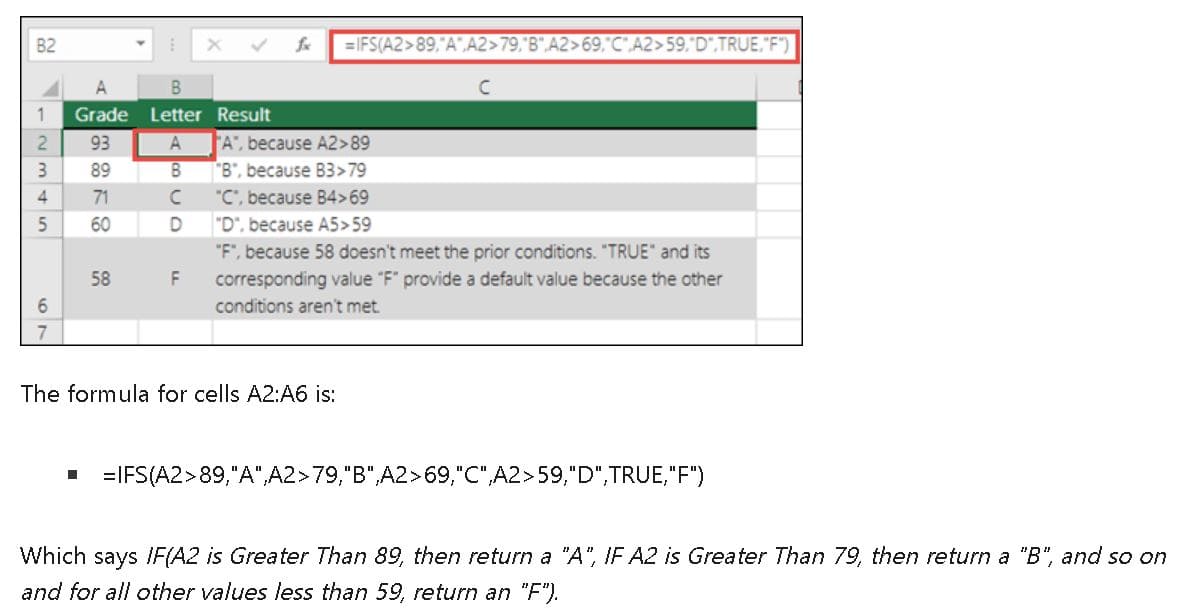 B2 fx =IFS(A2>89,"A",A2>79,"B",A2>69,"C",A2>59,"D",TRUE,"F")
A B C
1 Grade Letter Result
2 93 A "A", because A2>89
3 89 B "B", because B3>79
4 71 C "C", because B4>69
5 60 D "D", because A5>59
"F", because 58 doesn't meet the prior conditions. "TRUE" and its
58 F corresponding value "F" provide a default value because the other
6 conditions aren't met.
7
The formula for cells A2:A6 is:
▪ =IFS(A2>89,"A",A2>79,"B",A2>69,"C",A2>59,"D",TRUE,"F")
Which says IF(A2 is Greater Than 89, then return a "A", IF A2 is Greater Than 79, then return a "B", and so on
and for all other values less than 59, return an "F").